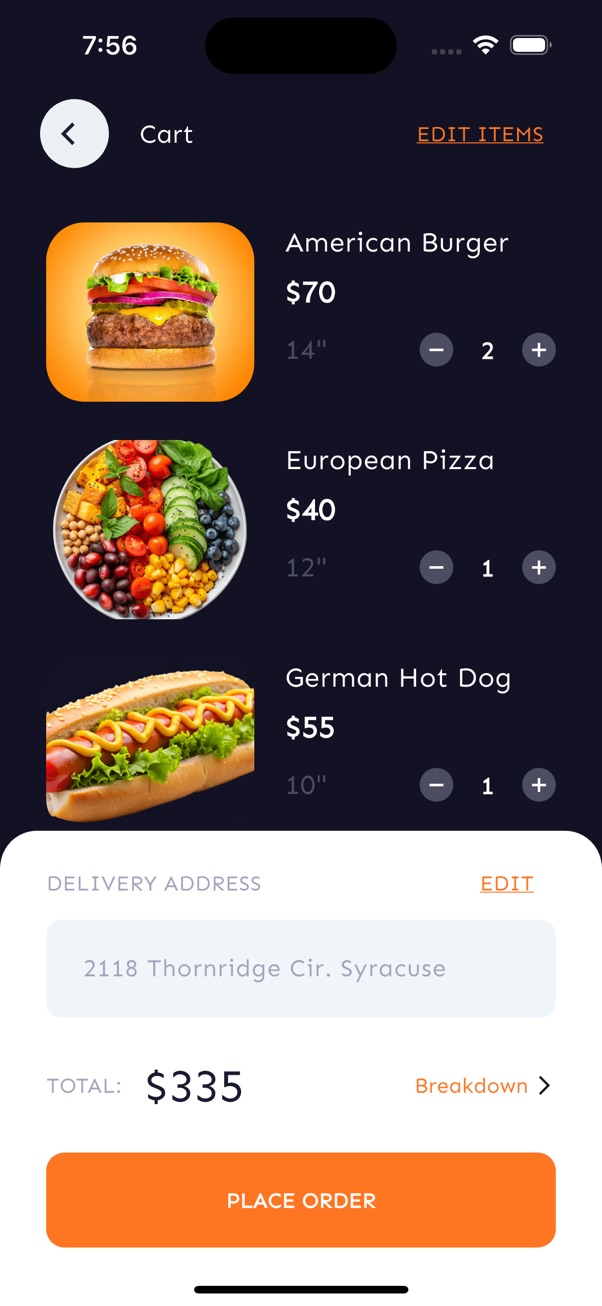 7:56
Cart
EDIT ITEMS
American Burger
$70
14"
2
European Pizza
$40
12"
1
German Hot Dog
$55
10"
1
DELIVERY ADDRESS
EDIT
2118 Thornridge Cir. Syracuse
TOTAL: $335
Breakdown
PLACE ORDER